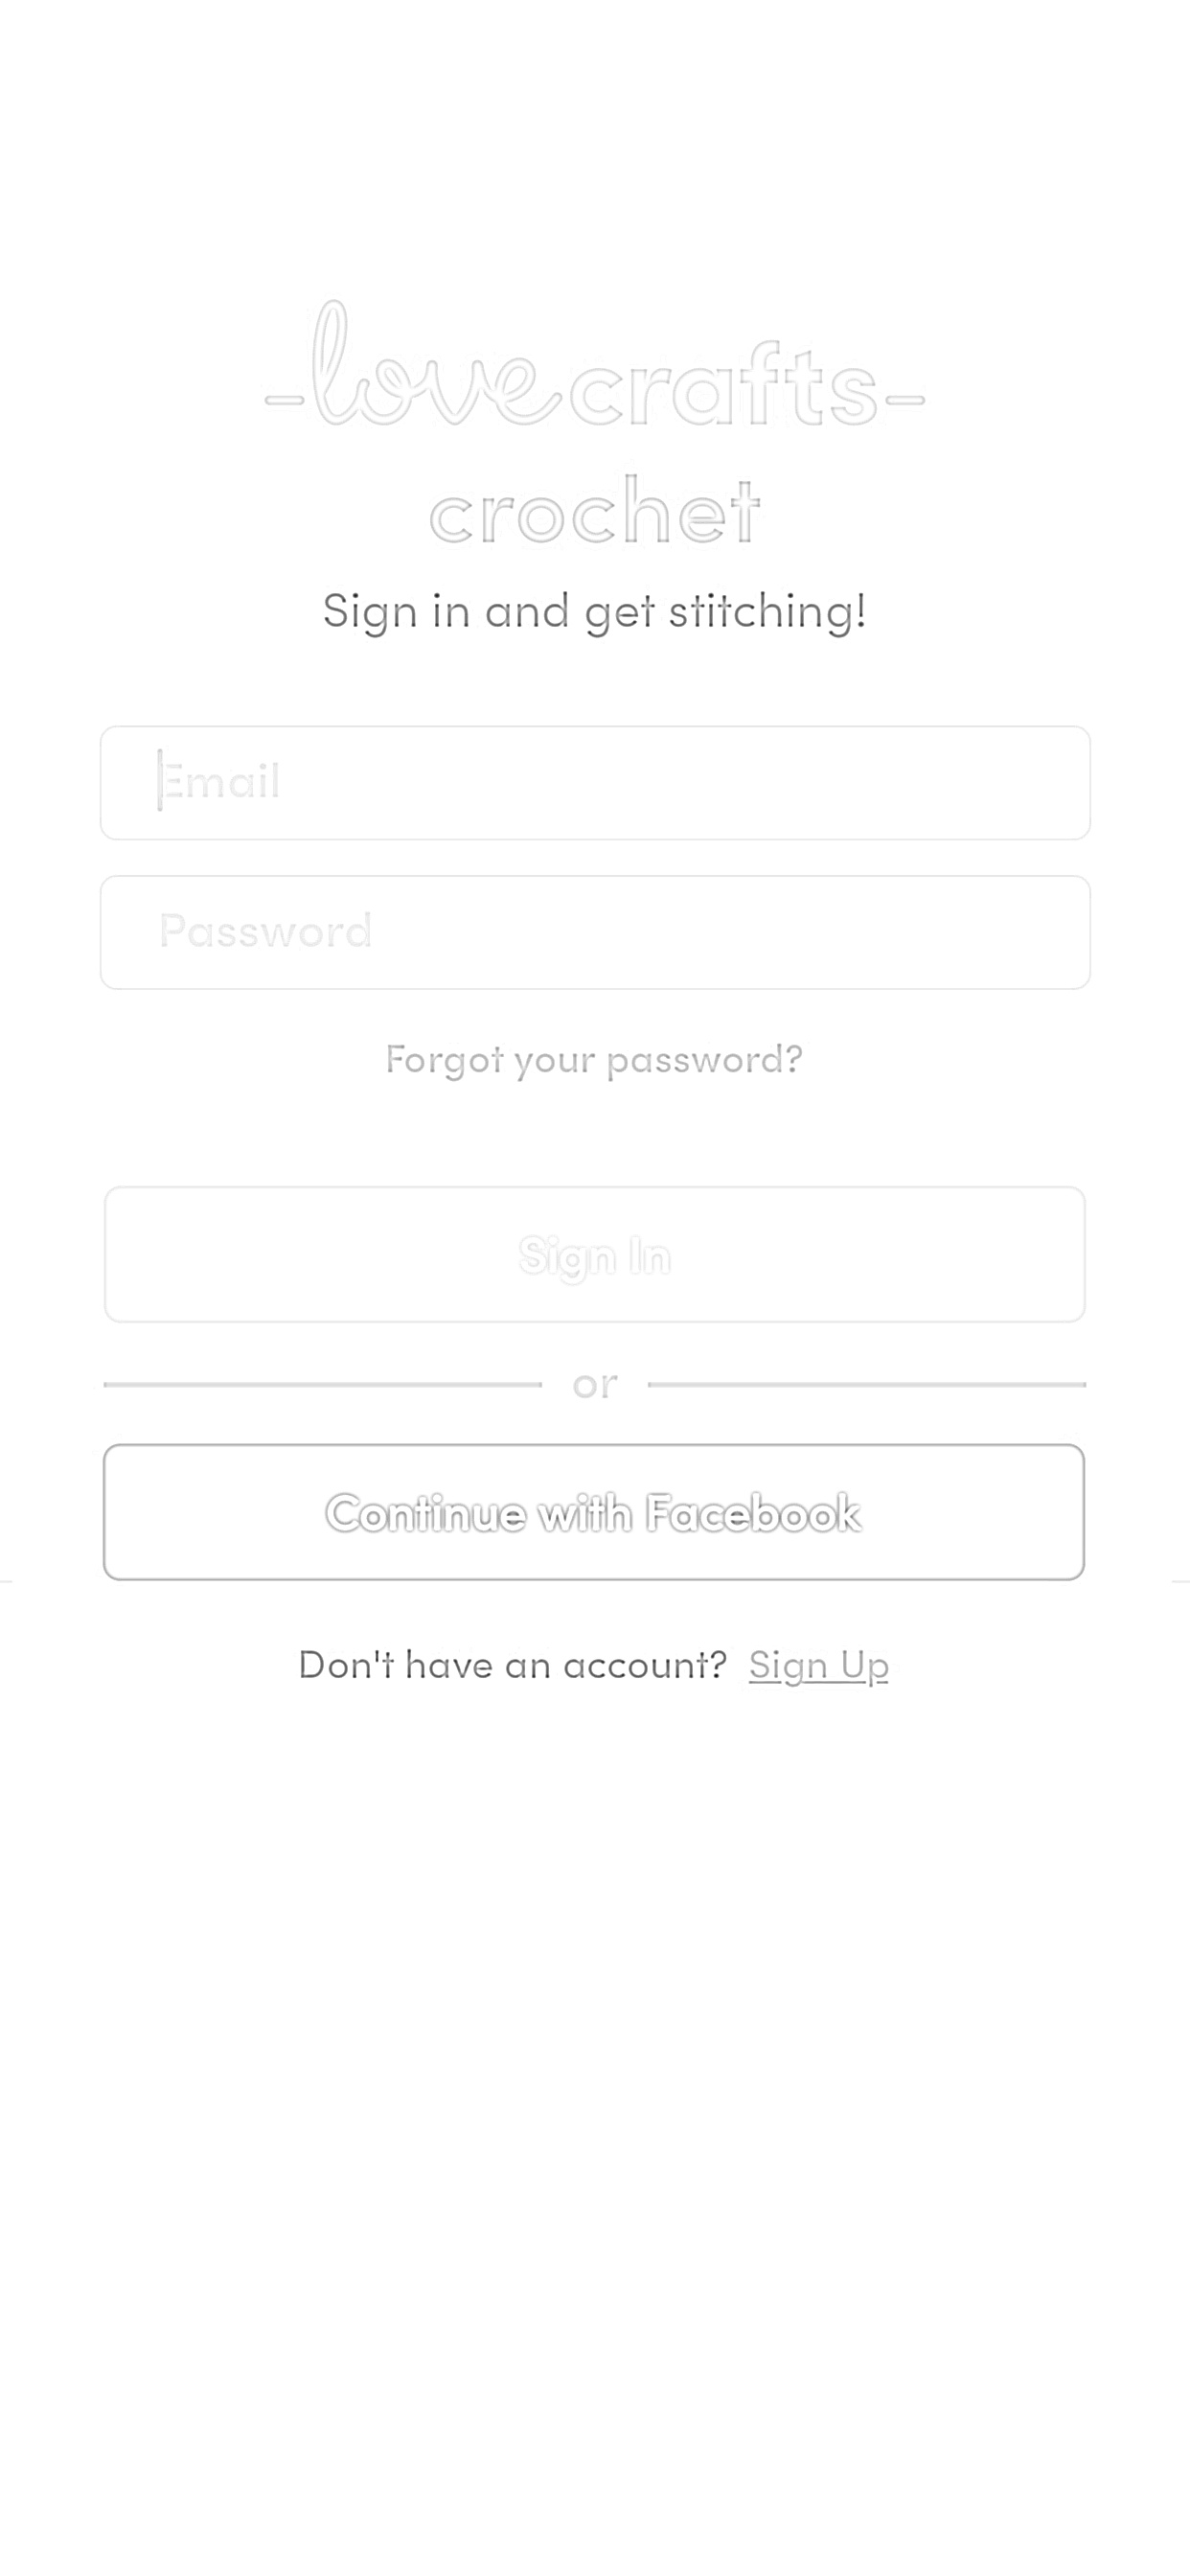 -lovecrafts-
crochet
Sign in and get stitching!
Email
Password
Forgot your password?
Sign In
or
Continue with Facebook
Don't have an account? Sign Up